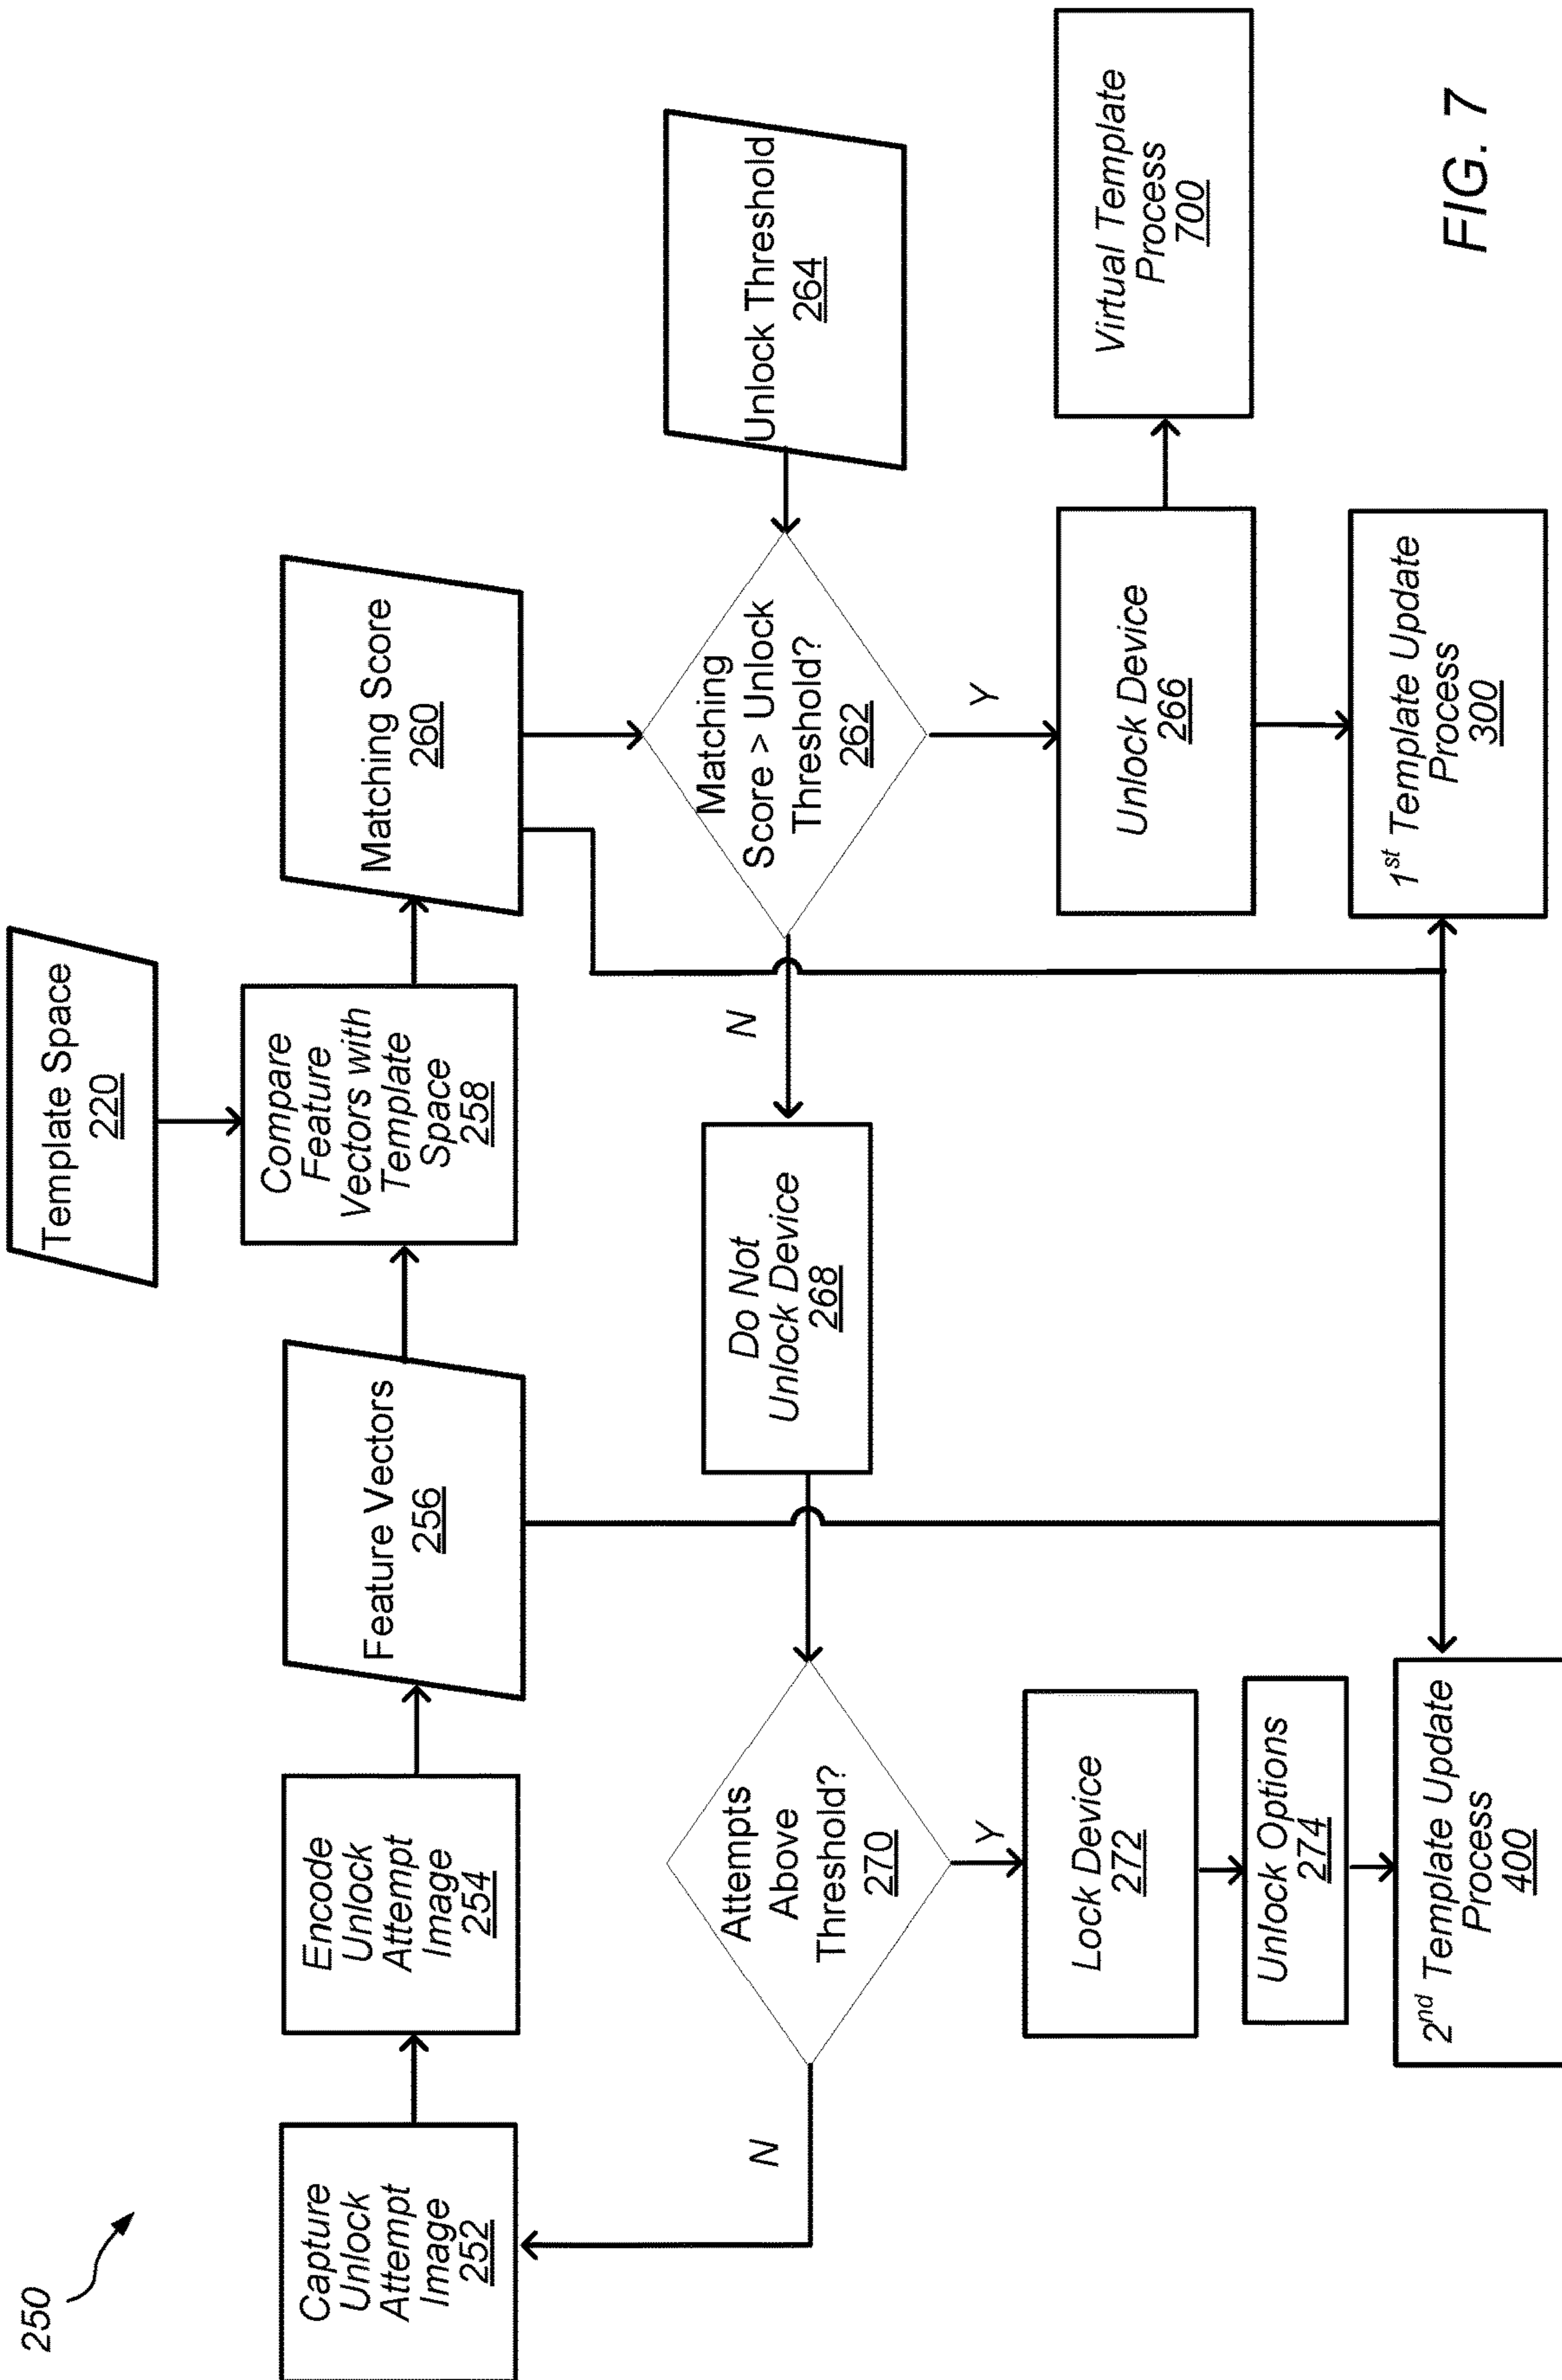 250
Capture
Unlock
Attempt
Image
252
Encode
Unlock
Attempt
Image
254
Feature Vectors
256
Template Space
220
Compare
Feature
Vectors with
Template
Space
258
Matching Score
260
Unlock Threshold
264
Matching
Score > Unlock
Threshold?
262
N
Y
Do Not
Unlock Device
268
Attempts
Above
Threshold?
270
N
Y
Lock Device
272
Unlock Options
274
2nd Template Update
Process
400
Unlock Device
266
1st Template Update
Process
300
Virtual Template
Process
700
FIG. 7